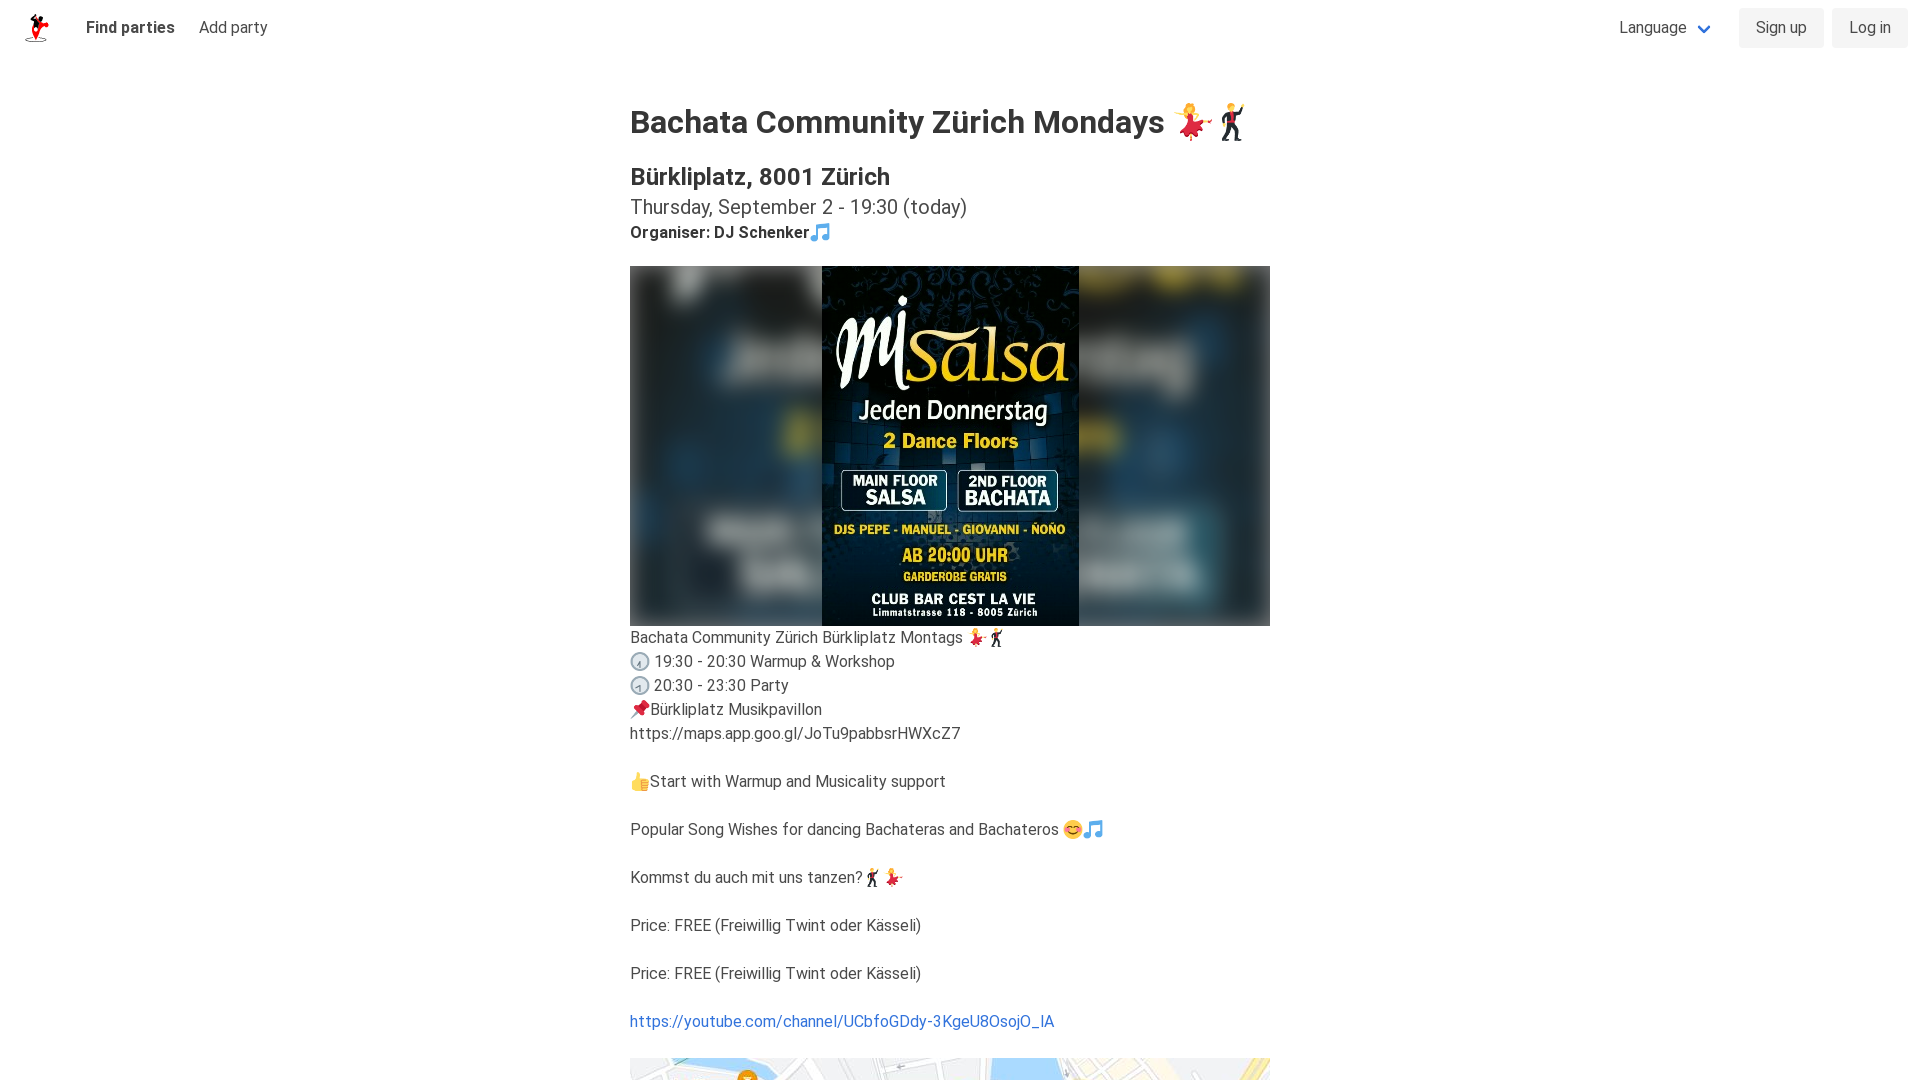 Find parties
Add party
Language
Sign up
Log in
Bachata Community Zürich Mondays 💃🕺
Bürkliplatz, 8001 Zürich
Thursday, September 2 - 19:30 (today)
Organiser: DJ Schenker🎵
mi Salsa
Jeden Donnerstag
2 Dance Floors
MAIN FLOOR
SALSA
2ND FLOOR
BACHATA
DJS PEPE - MANUEL - GIOVANNI - ÑOÑO
AB 20:00 UHR
GARDEROBE GRATIS
CLUB BAR CEST LA VIE
Limmatstrasse 118 - 8005 Zürich
Bachata Community Zürich Bürkliplatz Montags 💃🕺
🕢 19:30 - 20:30 Warmup & Workshop
🕣 20:30 - 23:30 Party
📌Bürkliplatz Musikpavillon
https://maps.app.goo.gl/JoTu9pabbsrHWXcZ7
👍Start with Warmup and Musicality support
Popular Song Wishes for dancing Bachateras and Bachateros 😊🎵
Kommst du auch mit uns tanzen?🕺💃
Price: FREE (Freiwillig Twint oder Kässeli)
Price: FREE (Freiwillig Twint oder Kässeli)
https://youtube.com/channel/UCbfoGDdy-3KgeU8OsojO_lA